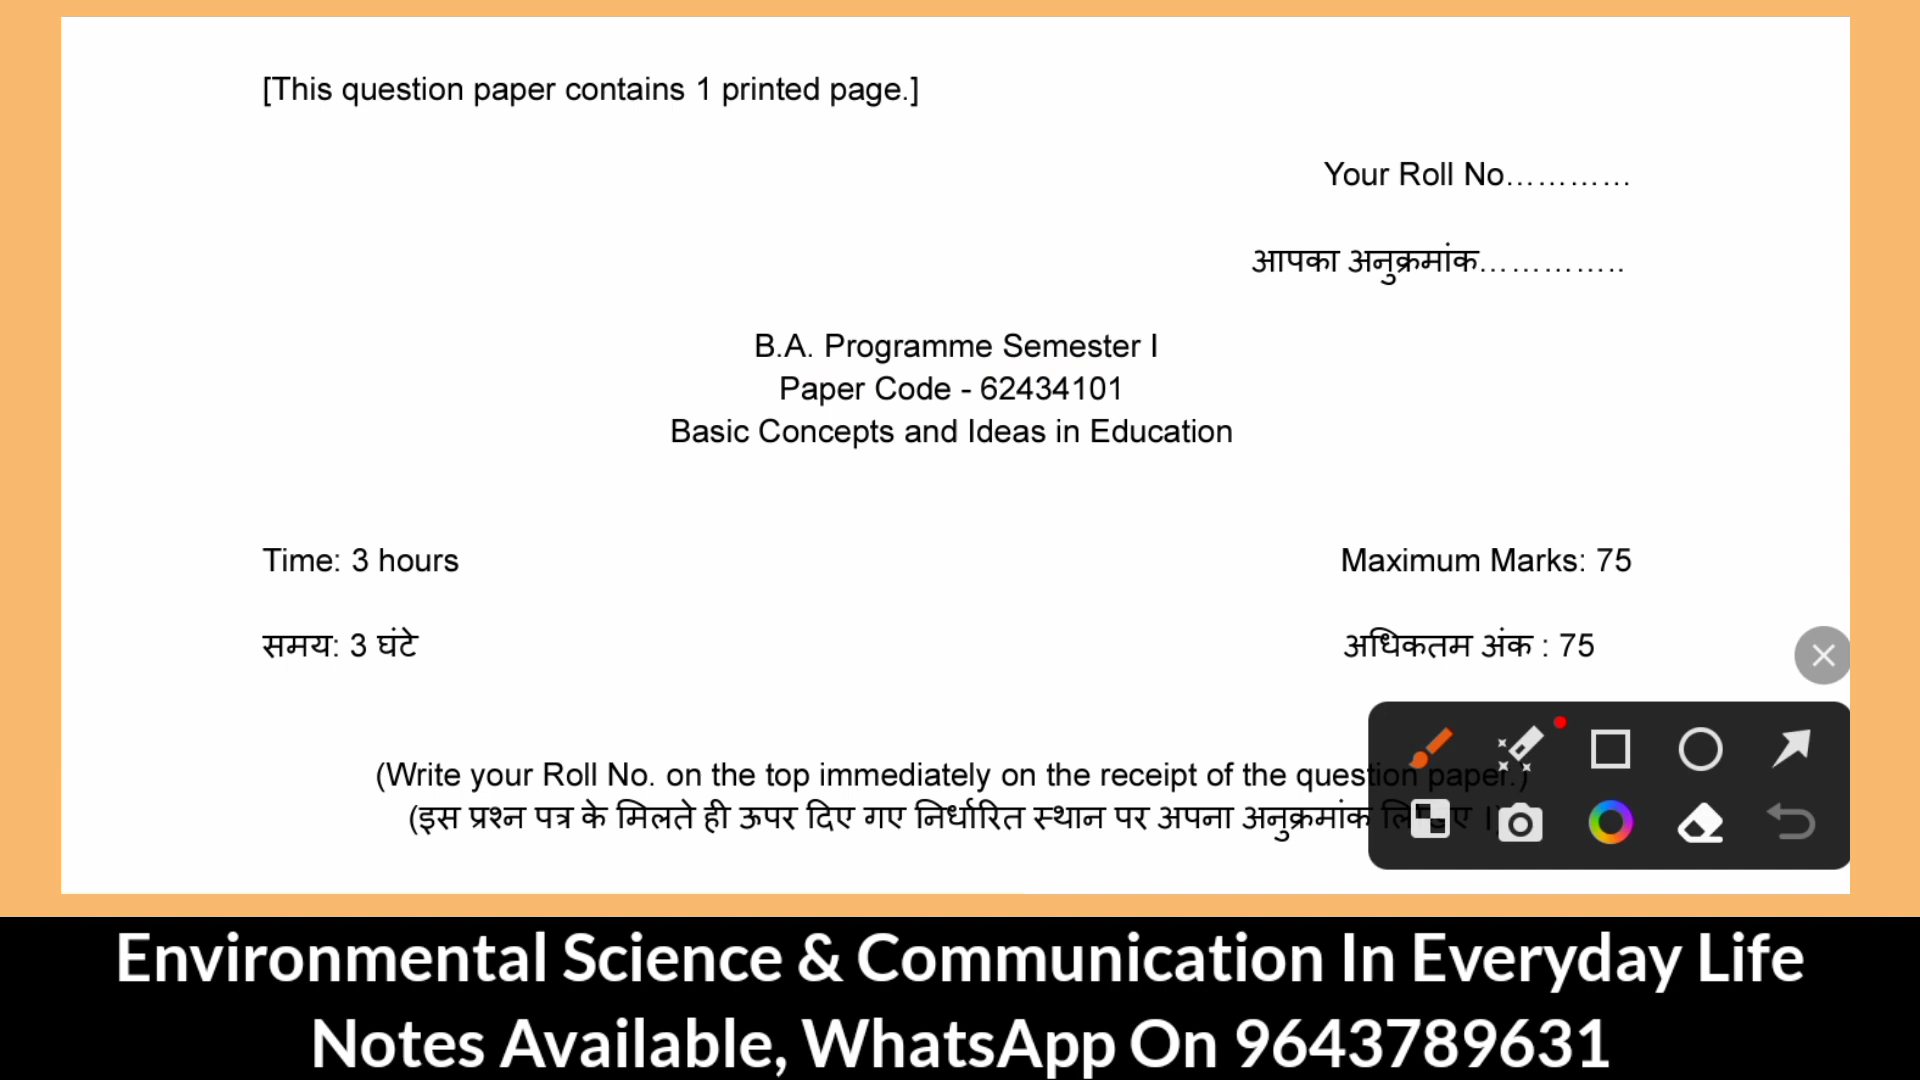 [This question paper contains 1 printed page.]
Your Roll No…………
आपका अनुक्रमांक…………..
B.A. Programme Semester I
Paper Code - 62434101
Basic Concepts and Ideas in Education
Time: 3 hours
Maximum Marks: 75
समय: 3 घंटे
अधिकतम अंक : 75
(Write your Roll No. on the top immediately on the receipt of the question paper.)
(इस प्रश्न पत्र के मिलते ही ऊपर दिए गए निर्धारित स्थान पर अपना अनुक्रमांक
Environmental Science & Communication In Everyday Life
Notes Available, WhatsApp On 9643789631